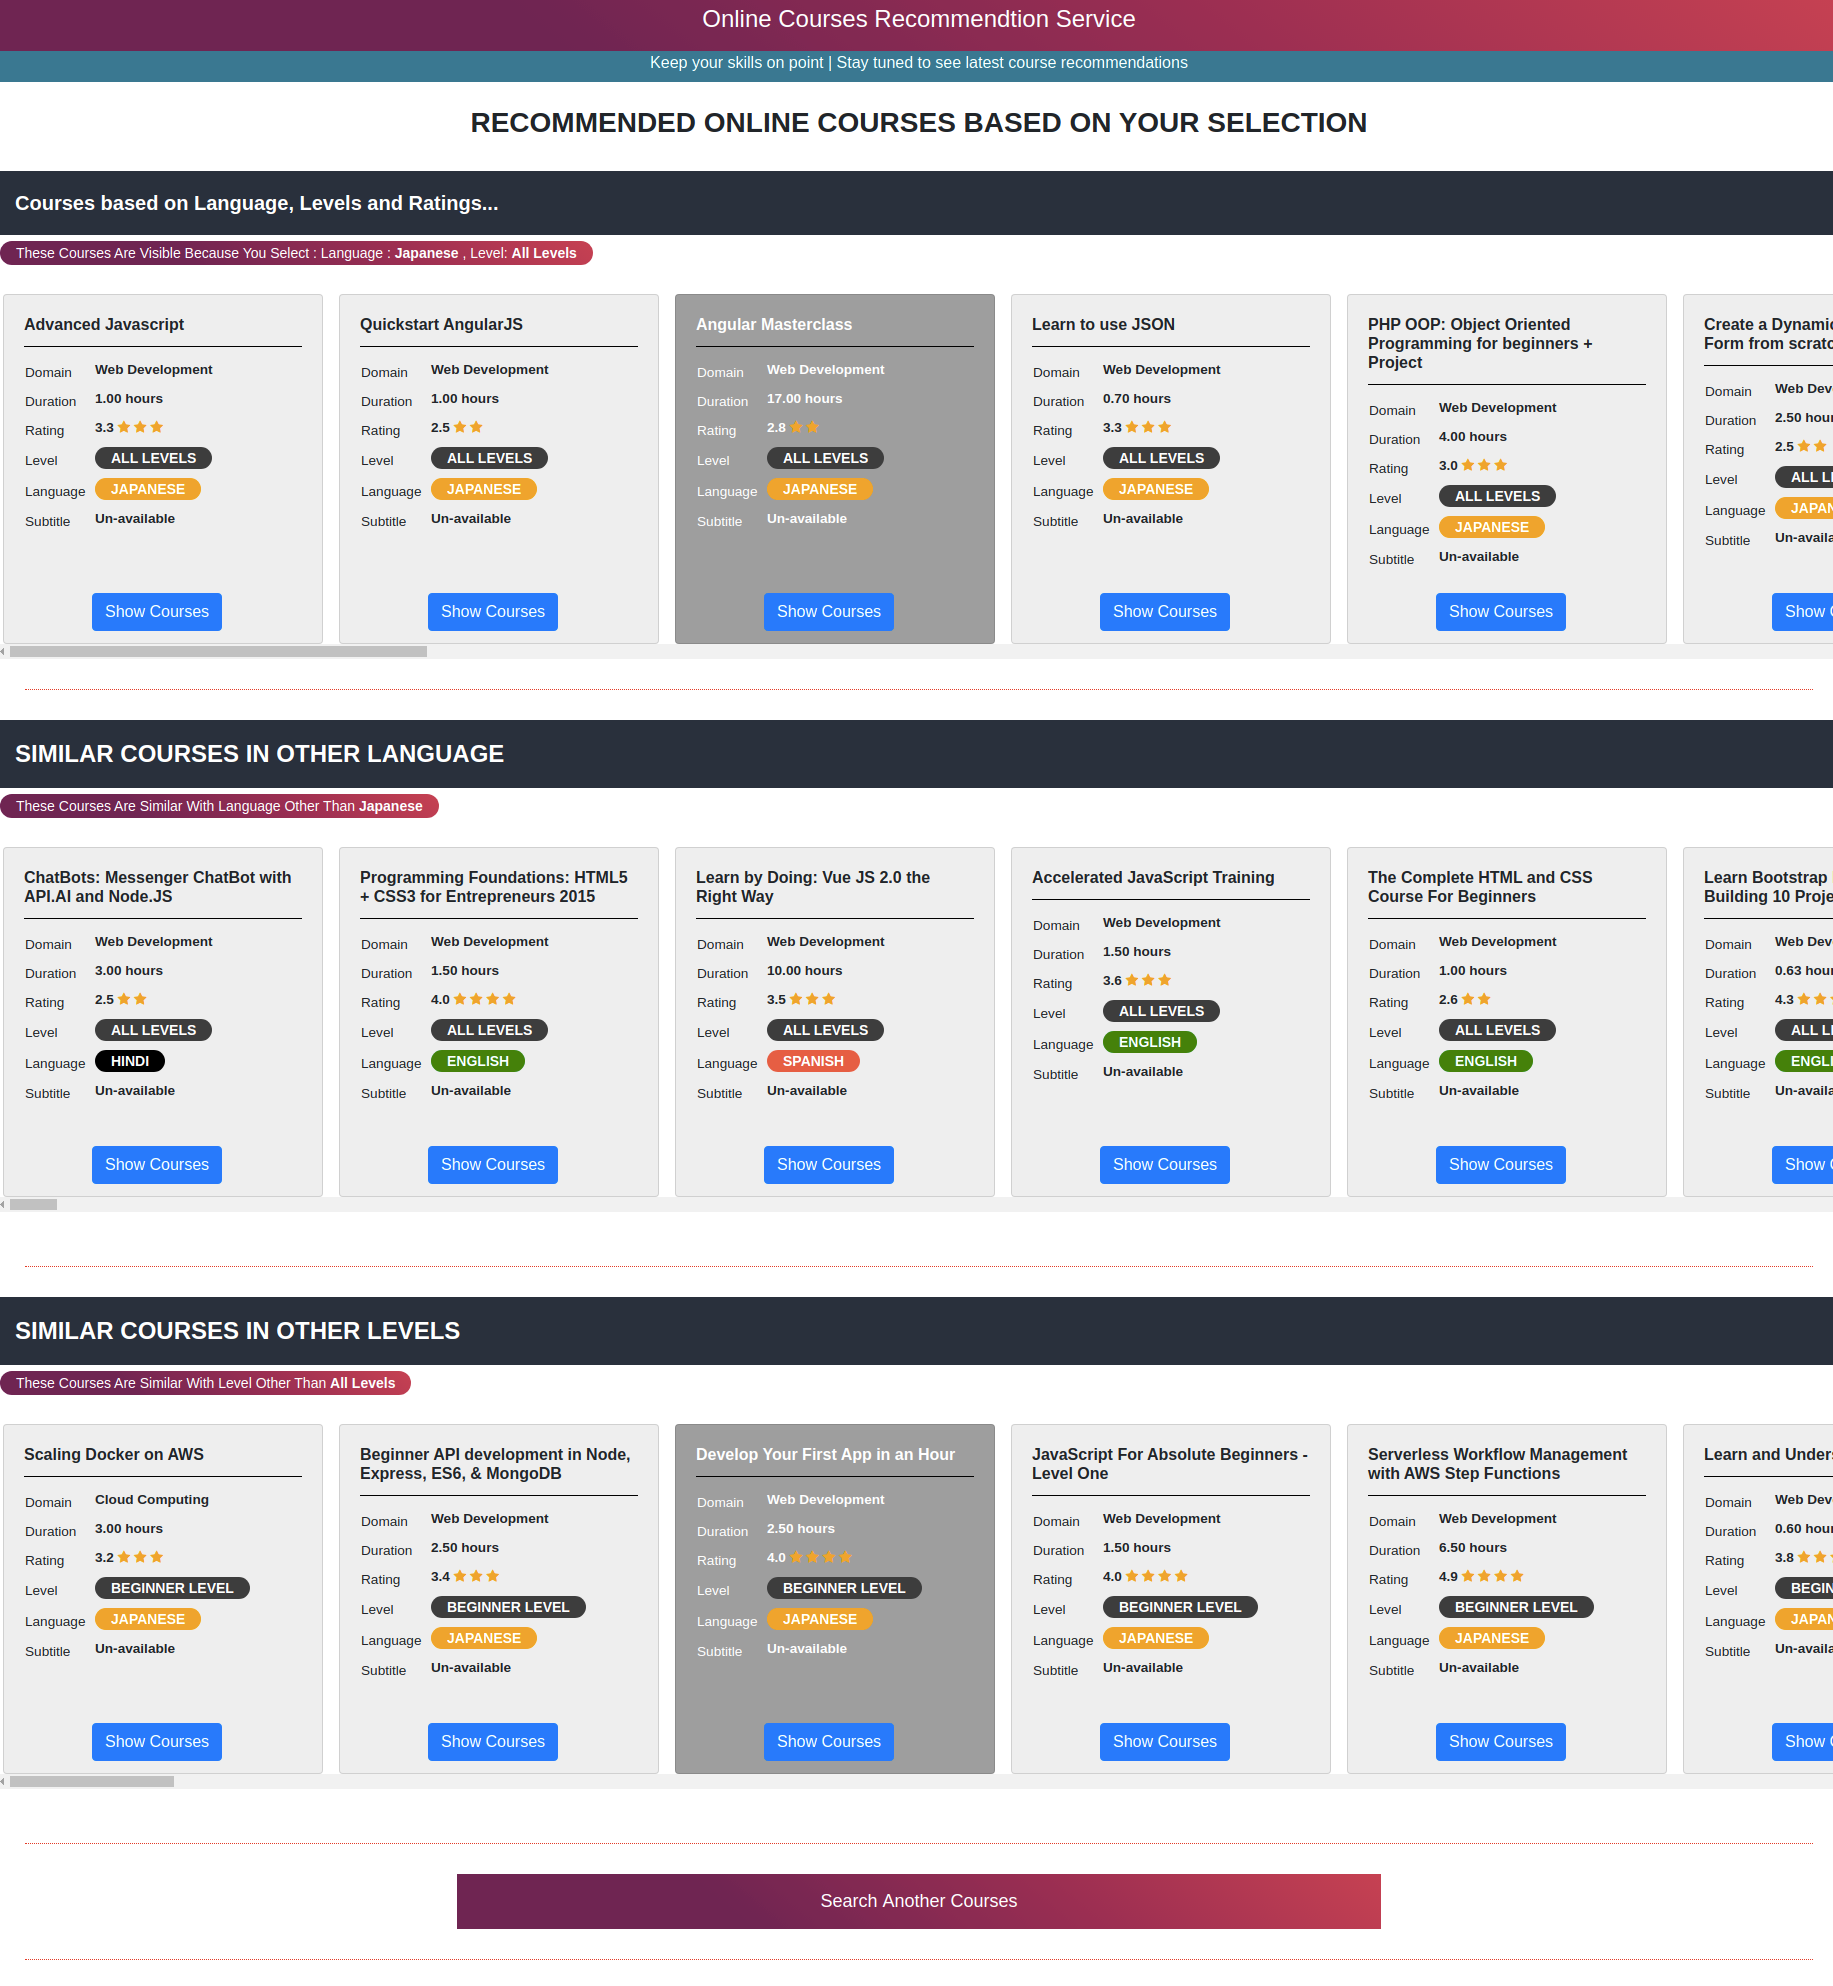 Online Courses Recommendtion Service
Keep your skills on point | Stay tuned to see latest course recommendations
RECOMMENDED ONLINE COURSES BASED ON YOUR SELECTION
Courses based on Language, Levels and Ratings...
These Courses Are Visible Because You Select : Language : Japanese , Level: All Levels
Advanced Javascript
Domain Web Development
Duration 1.00 hours
Rating 3.3
Level ALL LEVELS
Language JAPANESE
Subtitle Un-available
Show Courses
Quickstart AngularJS
Domain Web Development
Duration 1.00 hours
Rating 2.5
Level ALL LEVELS
Language JAPANESE
Subtitle Un-available
Show Courses
Angular Masterclass
Domain Web Development
Duration 17.00 hours
Rating 2.8
Level ALL LEVELS
Language JAPANESE
Subtitle Un-available
Show Courses
Learn to use JSON
Domain Web Development
Duration 0.70 hours
Rating 3.3
Level ALL LEVELS
Language JAPANESE
Subtitle Un-available
Show Courses
PHP OOP: Object Oriented
Programming for beginners +
Project
Domain Web Development
Duration 4.00 hours
Rating 3.0
Level ALL LEVELS
Language JAPANESE
Subtitle Un-available
Show Courses
Create a
Form from
Domain Web
Duration 2.50
Rating 2.5
Level ALL
Language
Subtitle
Show
SIMILAR COURSES IN OTHER LANGUAGE
These Courses Are Similar With Language Other Than Japanese
ChatBots: Messenger ChatBot with
API.AI and Node.JS
Domain Web Development
Duration 3.00 hours
Rating 2.5
Level ALL LEVELS
Language HINDI
Subtitle Un-available
Show Courses
Programming Foundations: HTML5
+ CSS3 for Entrepreneurs 2015
Domain Web Development
Duration 1.50 hours
Rating 4.0
Level ALL LEVELS
Language ENGLISH
Subtitle Un-available
Show Courses
Learn by Doing: Vue JS 2.0 the
Right Way
Domain Web Development
Duration 10.00 hours
Rating 3.5
Level ALL LEVELS
Language SPANISH
Subtitle Un-available
Show Courses
Accelerated JavaScript Training
Domain Web Development
Duration 1.50 hours
Rating 3.6
Level ALL LEVELS
Language ENGLISH
Subtitle Un-available
Show Courses
The Complete HTML and CSS
Course For Beginners
Domain Web Development
Duration 1.00 hours
Rating 2.6
Level ALL LEVELS
Language ENGLISH
Subtitle Un-available
Show Courses
Learn Bootstrap
Building 10
Domain Web
Duration 0.63
Rating 4.3
Level ALL
Language
Subtitle
Show
SIMILAR COURSES IN OTHER LEVELS
These Courses Are Similar With Level Other Than All Levels
Scaling Docker on AWS
Domain Cloud Computing
Duration 3.00 hours
Rating 3.2
Level BEGINNER LEVEL
Language JAPANESE
Subtitle Un-available
Show Courses
Beginner API development in Node,
Express, ES6, & MongoDB
Domain Web Development
Duration 2.50 hours
Rating 3.4
Level BEGINNER LEVEL
Language JAPANESE
Subtitle Un-available
Show Courses
Develop Your First App in an Hour
Domain Web Development
Duration 2.50 hours
Rating 4.0
Level BEGINNER LEVEL
Language JAPANESE
Subtitle Un-available
Show Courses
JavaScript For Absolute Beginners -
Level One
Domain Web Development
Duration 1.50 hours
Rating 4.0
Level BEGINNER LEVEL
Language JAPANESE
Subtitle Un-available
Show Courses
Serverless Workflow Management
with AWS Step Functions
Domain Web Development
Duration 6.50 hours
Rating 4.9
Level BEGINNER LEVEL
Language JAPANESE
Subtitle Un-available
Show Courses
Learn and
Domain Web
Duration 0.60
Rating 3.8
Level
Language
Subtitle
Show
Search Another Courses